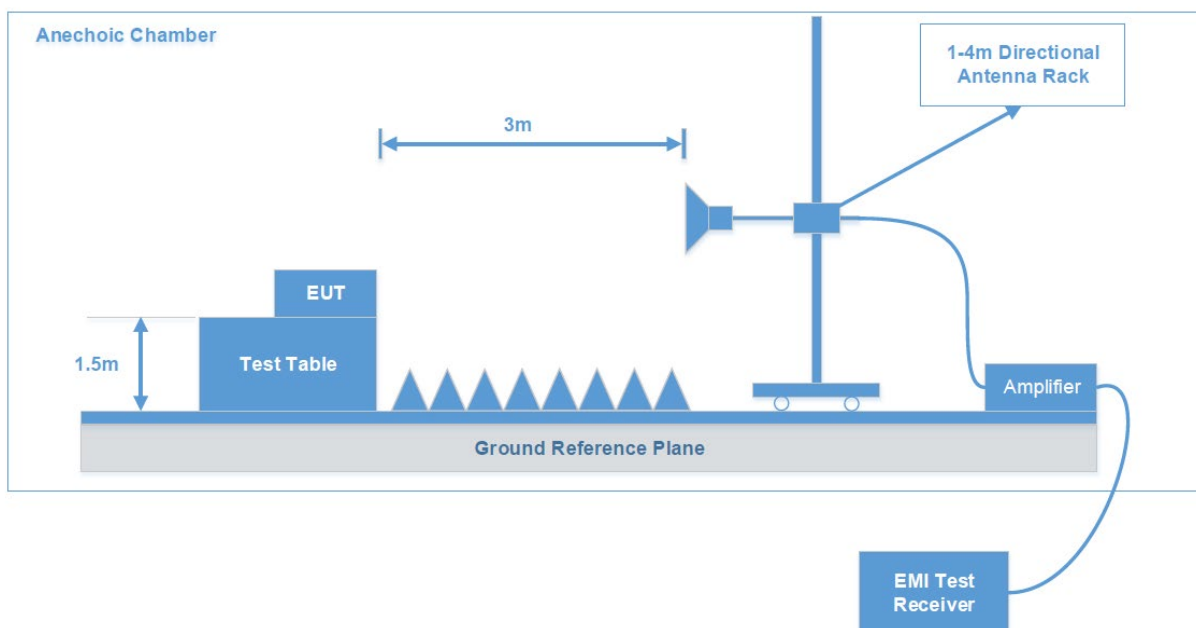 Anechoic Chamber
1-4m Directional
Antenna Rack
3m
EUT
1.5m
Test Table
Amplifier
Ground Reference Plane
EMI Test
Receiver